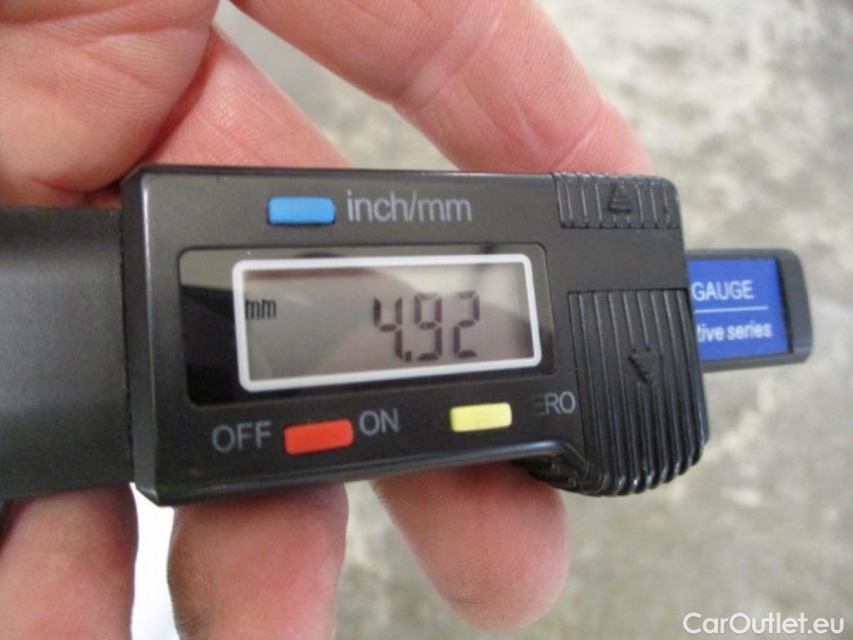 inch/mm
mm 4.92
OFF ON ERO
GAUGE
tive series
CarOutlet.eu